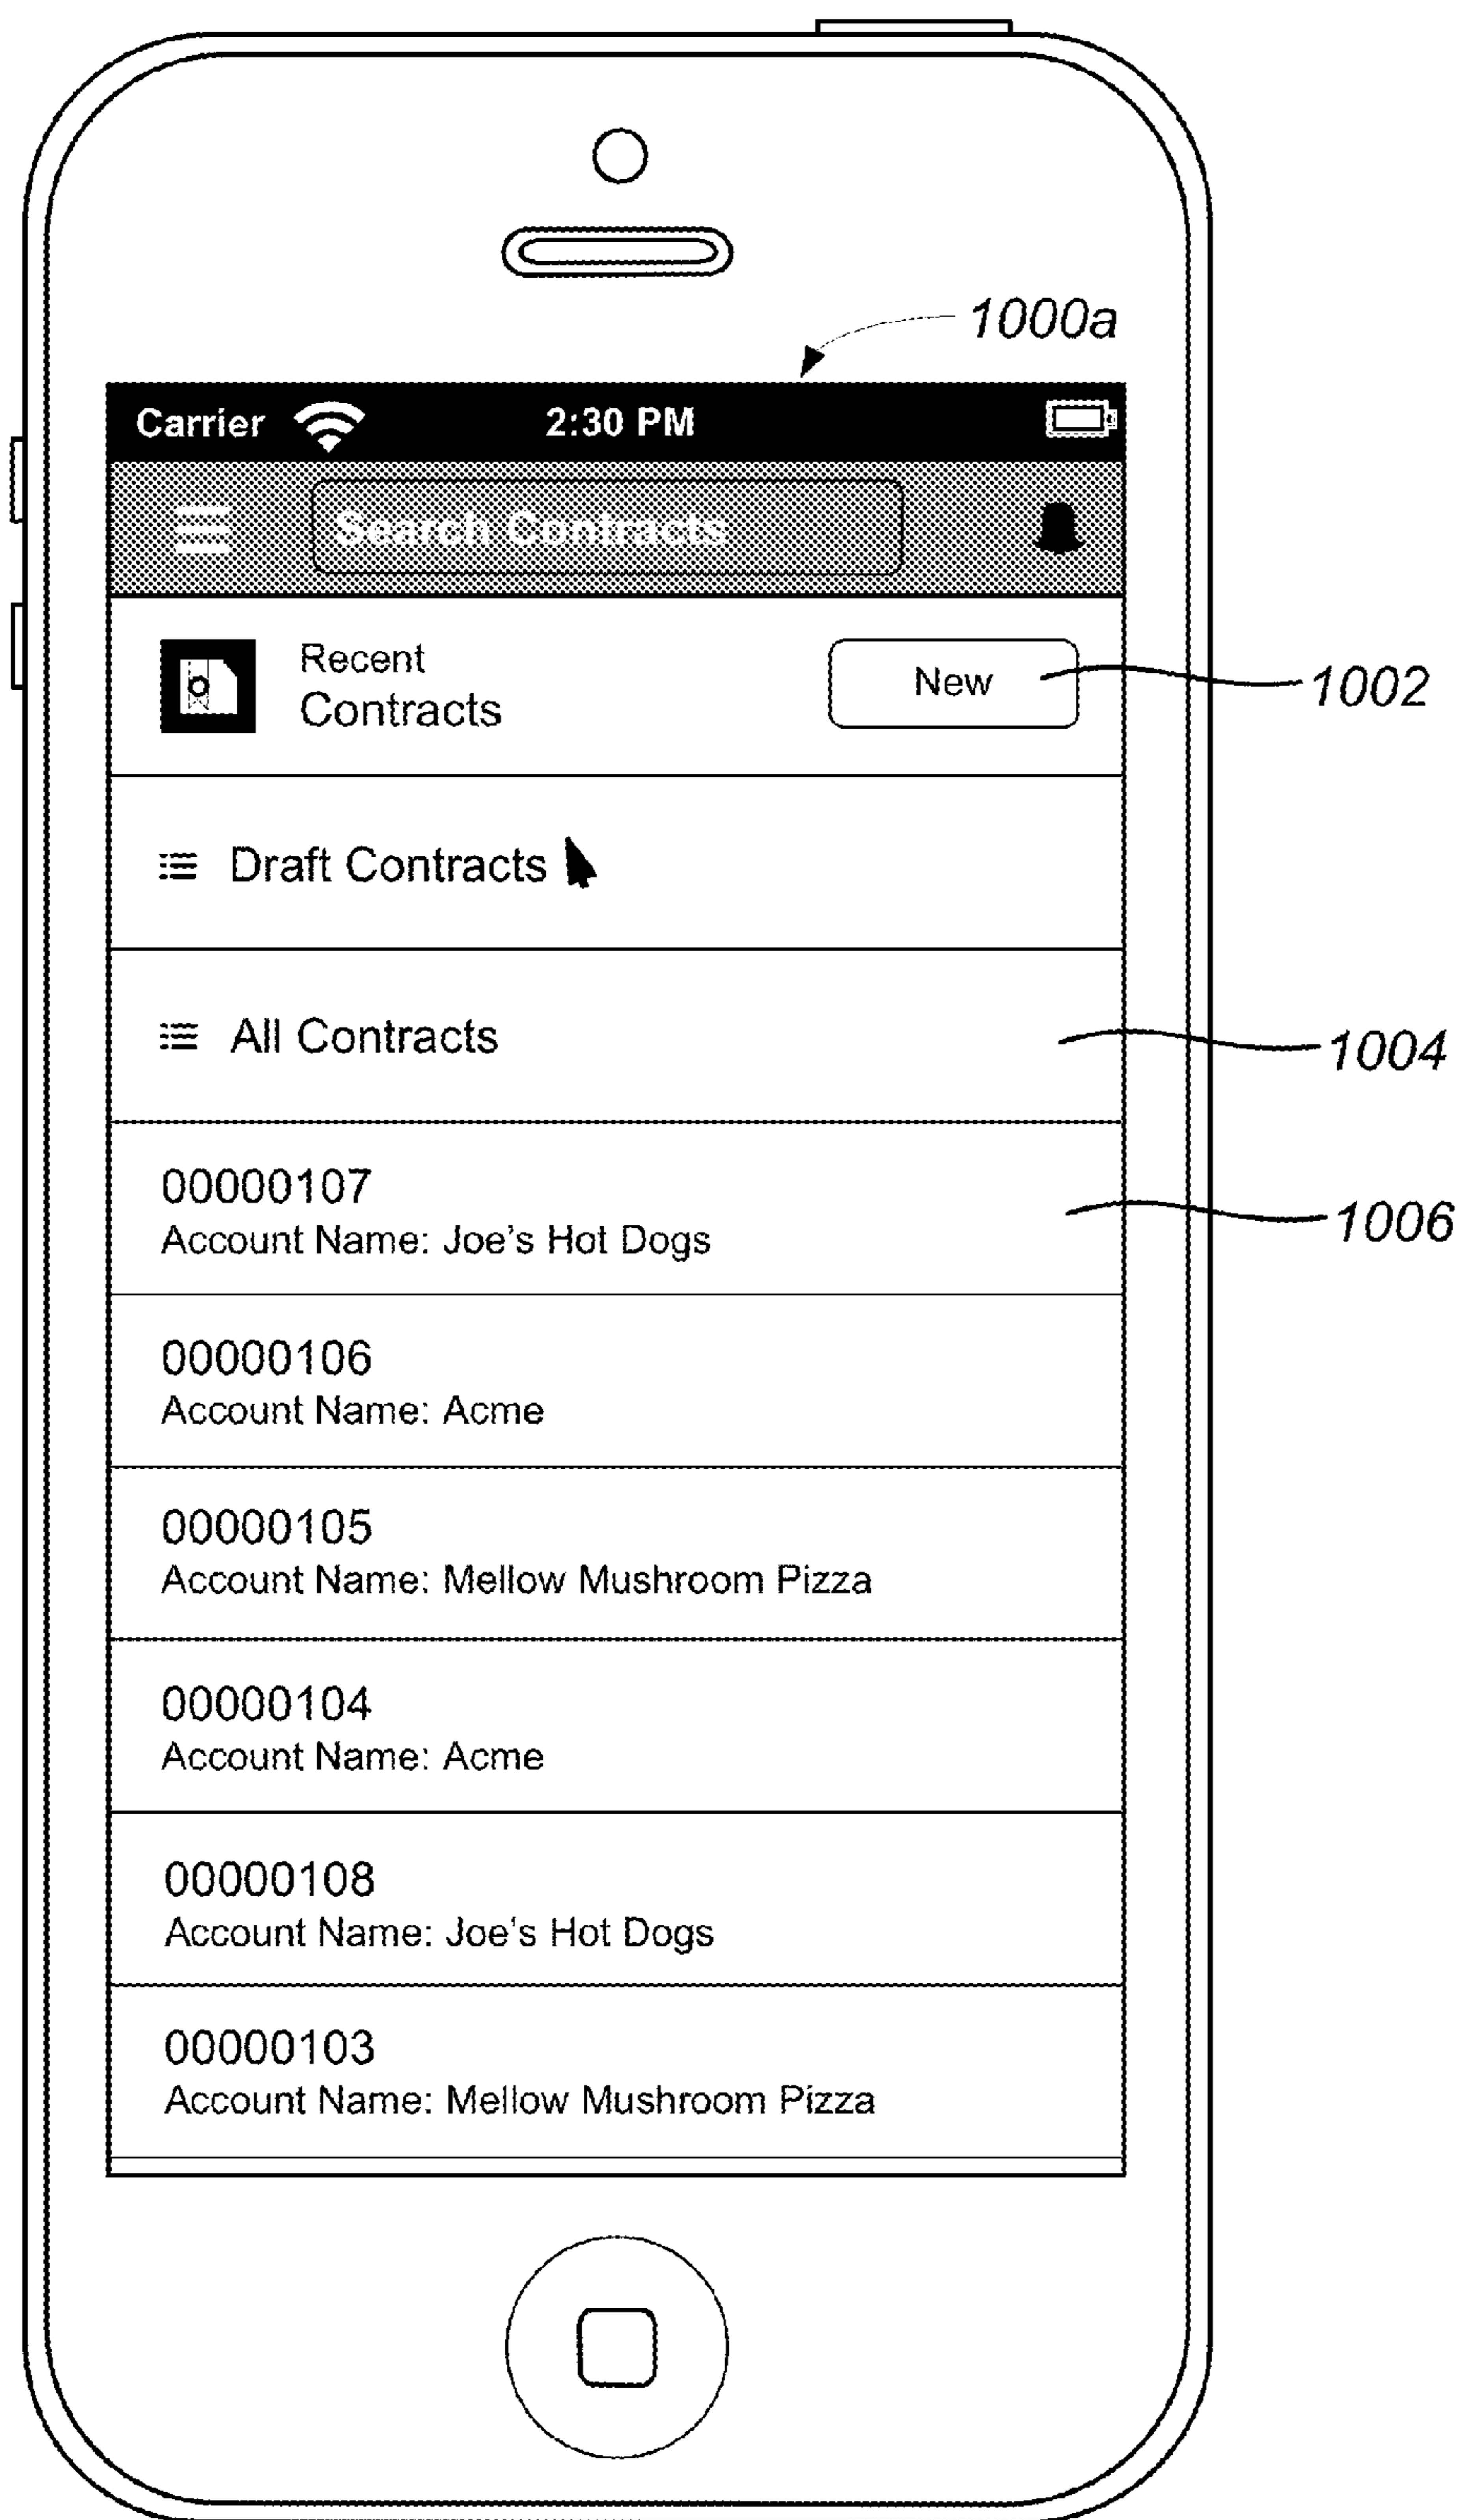 1000a
Carrier 2:30 PM
Search Contracts
Recent
Contracts
New
1002
Draft Contracts
All Contracts
1004
00000107
Account Name: Joe's Hot Dogs
1006
00000106
Account Name: Acme
00000105
Account Name: Mellow Mushroom Pizza
00000104
Account Name: Acme
00000108
Account Name: Joe's Hot Dogs
00000103
Account Name: Mellow Mushroom Pizza